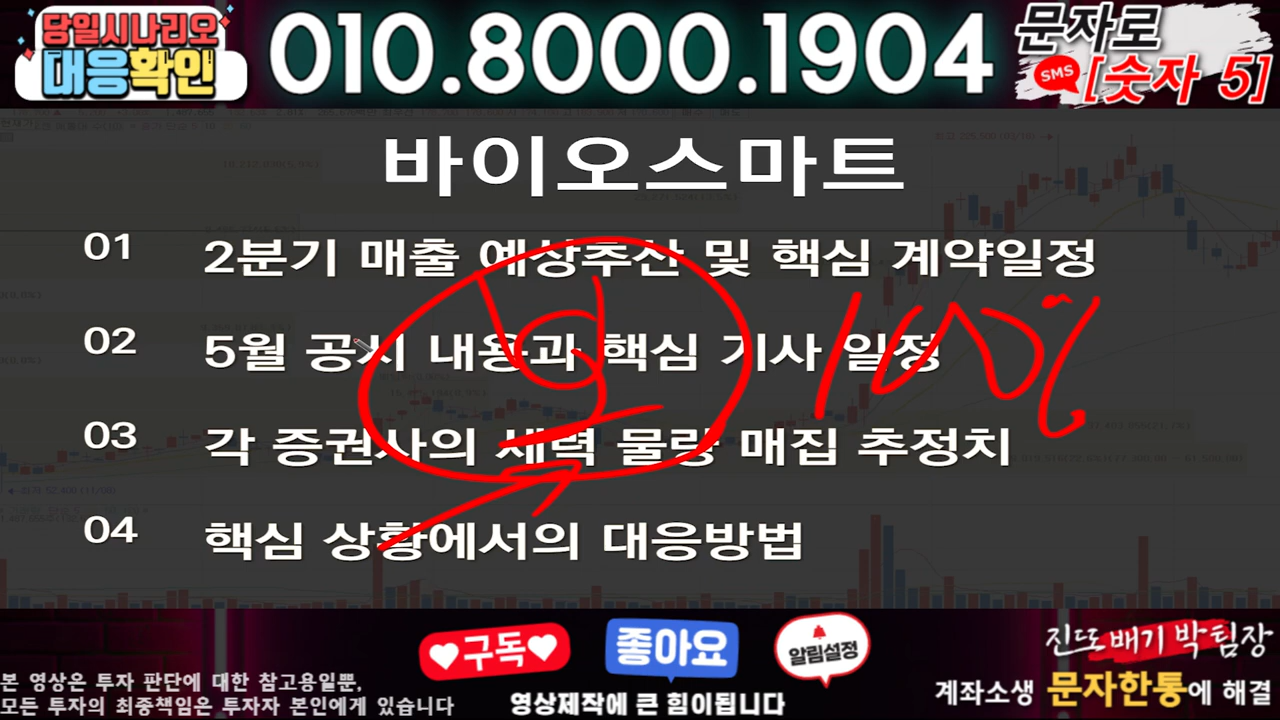 당일시나리오
대응확인
010.8000.1904
문자로
SMS
[숫자 5]
바이오스마트
01
2분기 매출 예상추산 및 핵심 계약일정
02
5월 공시 내용과 핵심 기사 일정
03
각 증권사의 세력 물량 매집 추정치
04
핵심 상황에서의 대응방법
100%
구독
좋아요
알림설정
영상제작에 큰 힘이됩니다
본 영상은 투자 판단에 대한 참고용일뿐,
모든 투자의 최종책임은 투자자 본인에게 있습니다
진또배기 박팀장
계좌소생 문자한통에 해결